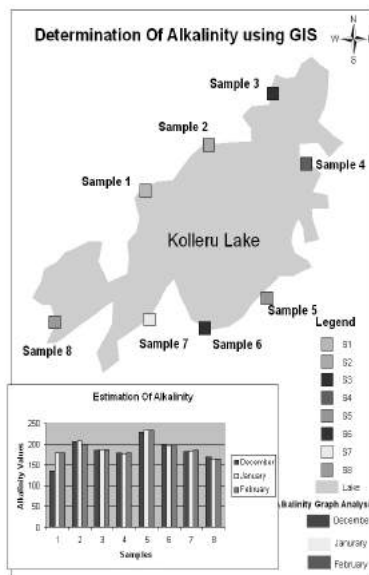 Determination Of Alkalinity using GIS
N
W
S
Sample 3
Sample 2
Sample 4
Sample 1
Kolleru Lake
Sample 5
Sample 8
Sample 7
Sample 6
Legend
S1
S2
S3
S4
S5
S6
S7
S8
Lake
Alkalinity Graph Analysis
December
Janurary
February
Estimation Of Alkalinity
Alkalinity Values
250
200
150
100
50
0
1 2 3 4 5 6 7 8
Samples
December
January
February